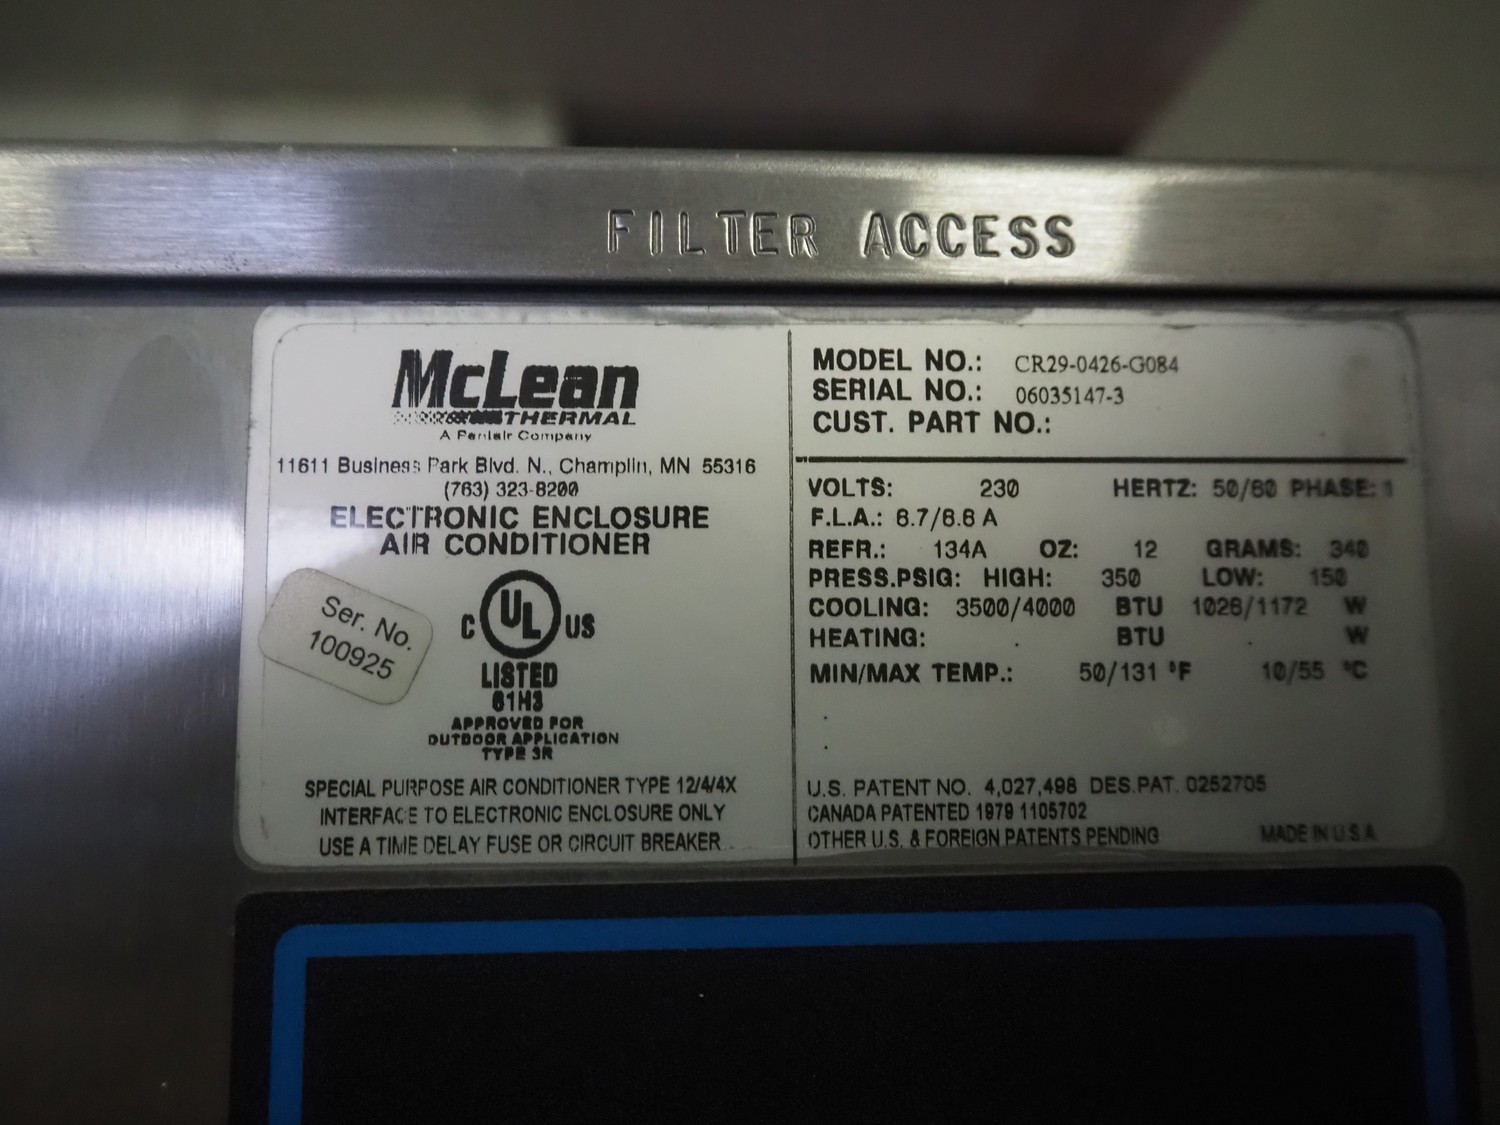 FILTER ACCESS
McLean
THERMAL
A Pentair Company
11611 Business Park Blvd. N., Champlin, MN 55316
(763) 323-8200
ELECTRONIC ENCLOSURE
AIR CONDITIONER
Ser. No.
100925
C UL US
LISTED
61H3
APPROVED FOR
OUTDOOR APPLICATION
TYPE 3R
SPECIAL PURPOSE AIR CONDITIONER TYPE 12/4/4X
INTERFACE TO ELECTRONIC ENCLOSURE ONLY
USE A TIME DELAY FUSE OR CIRCUIT BREAKER
MODEL NO.: CR29-0426-G084
SERIAL NO.: 06035147-3
CUST. PART NO.:
VOLTS: 230 HERTZ: 50/60 PHASE: 1
F.L.A.: A
REFR.: 134A OZ: 12 GRAMS: 340
PRESS.PSIG: HIGH: 350 LOW: 150
COOLING: 3500/4000 BTU 1026/1172 W
HEATING: BTU W
MIN/MAX TEMP.: 50/131 °F 10/55 °C
U.S. PATENT NO. 4,027,498 DES.PAT. 0252705
CANADA PATENTED 1979 1105702
OTHER U.S. & FOREIGN PATENTS PENDING MADE IN U.S.A.